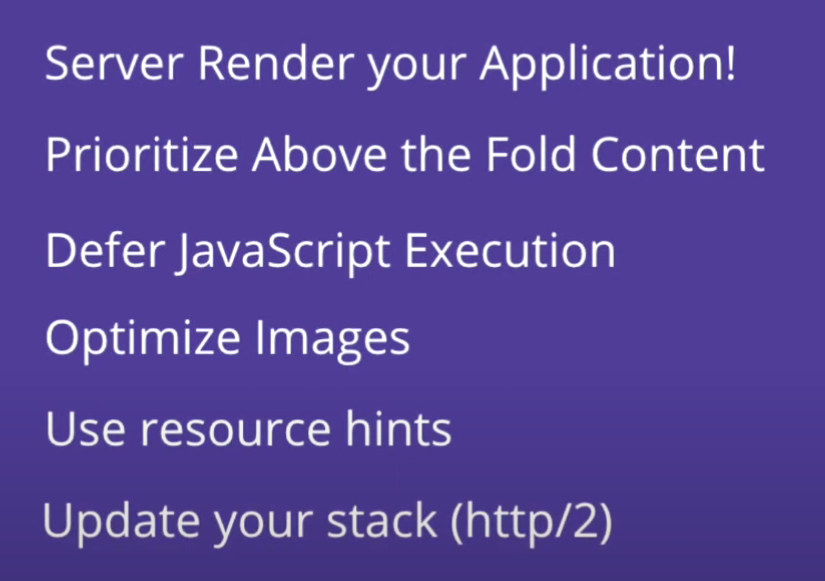 Server Render your Application!
Prioritize Above the Fold Content
Defer JavaScript Execution
Optimize Images
Use resource hints
Update your stack (http/2)